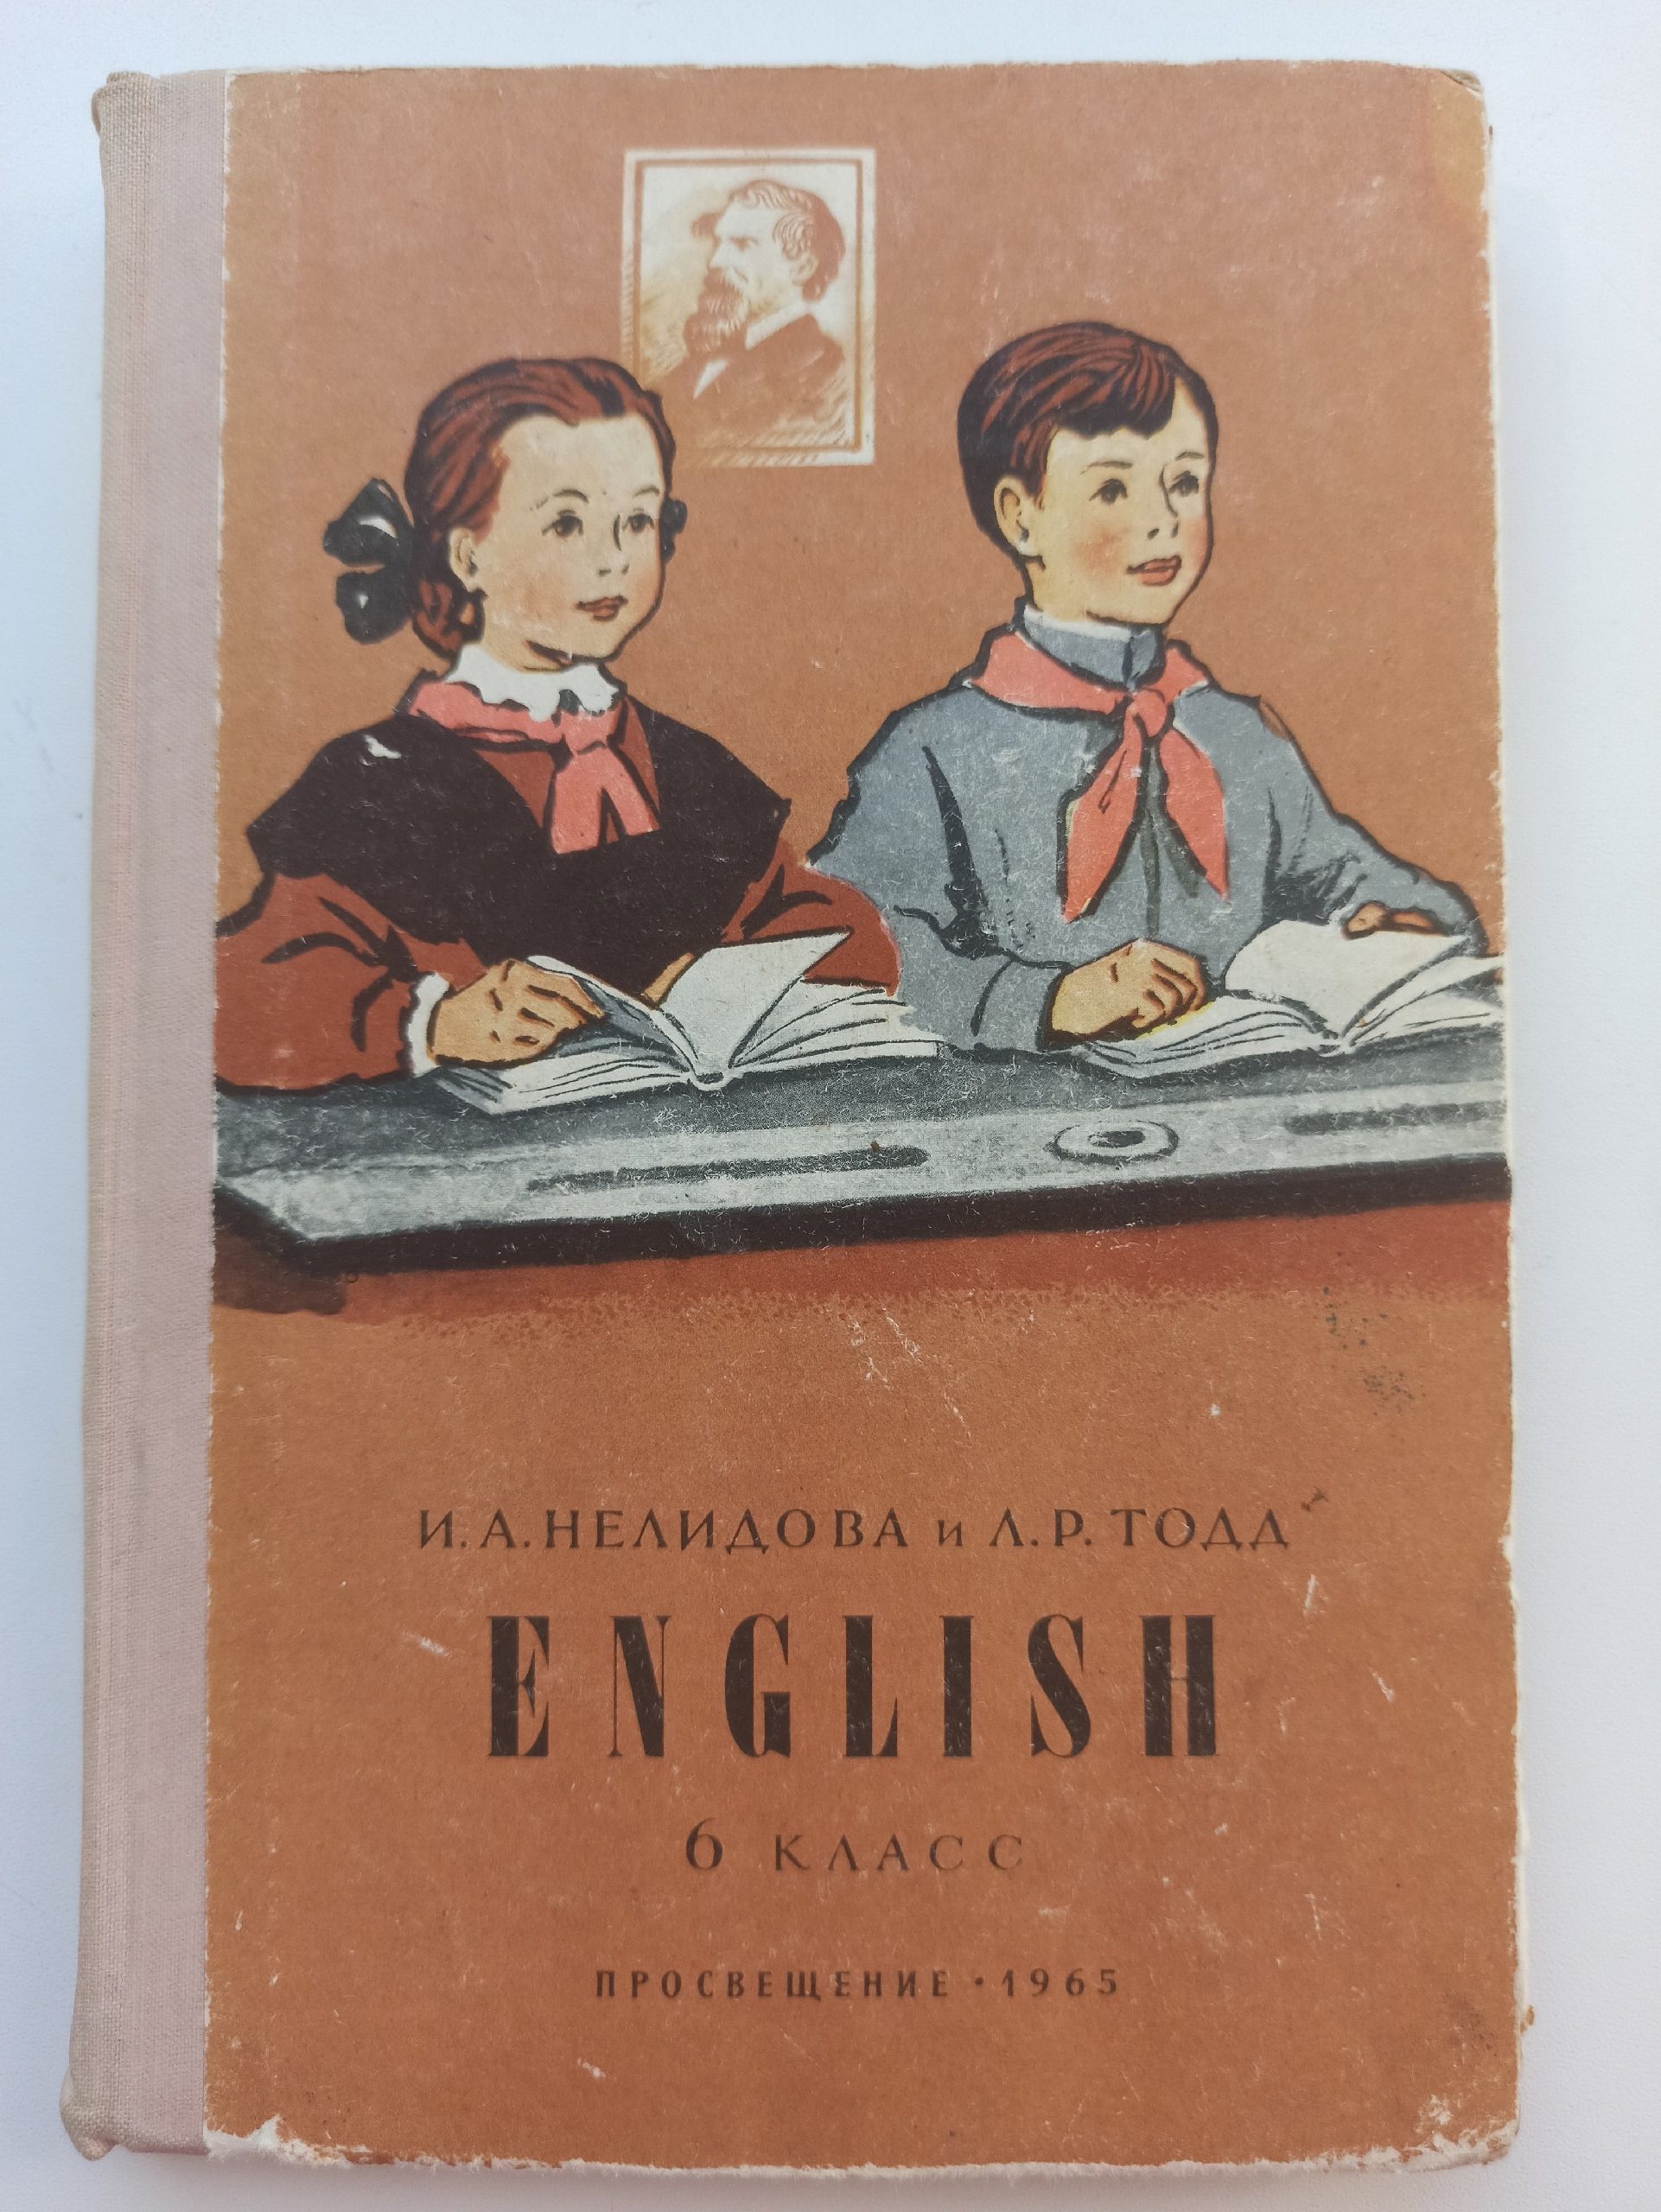 И. А. НЕЛИДОВА и Л. Р. ТОДД
ENGLISH
6 КЛАСС
ПРОСВЕЩЕНИЕ · 1965